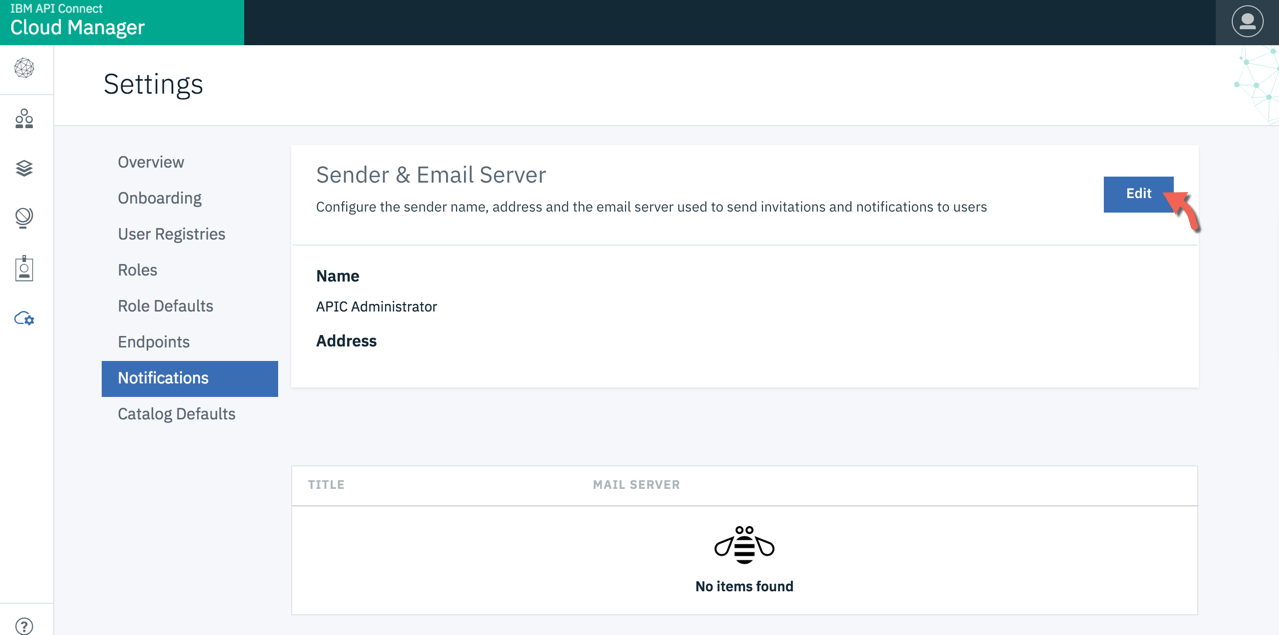 IBM API Connect
Cloud Manager
Settings
Overview
Onboarding
User Registries
Roles
Role Defaults
Endpoints
Notifications
Catalog Defaults
Sender & Email Server
Configure the sender name, address and the email server used to send invitations and notifications to users
Edit
Name
APIC Administrator
Address
TITLE MAIL SERVER
No items found
?